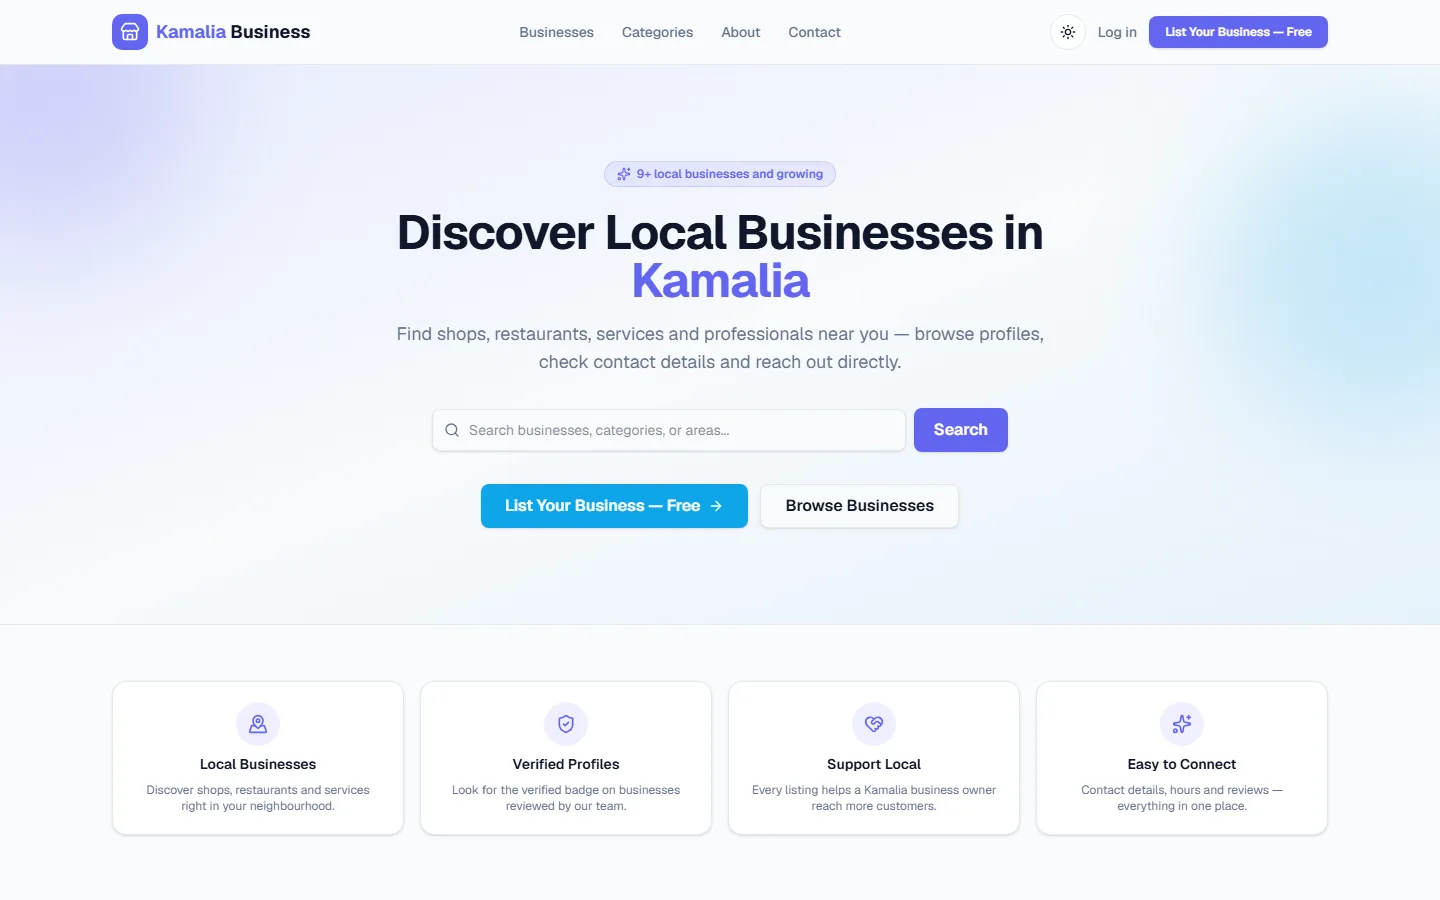 Kamalia Business
Businesses
Categories
About
Contact
Log in
List Your Business — Free
9+ local businesses and growing
Discover Local Businesses in
Kamalia
Find shops, restaurants, services and professionals near you — browse profiles,
check contact details and reach out directly.
Search businesses, categories, or areas...
Search
List Your Business — Free →
Browse Businesses
Local Businesses
Discover shops, restaurants and services
right in your neighbourhood.
Verified Profiles
Look for the verified badge on businesses
reviewed by our team.
Support Local
Every listing helps a Kamalia business owner
reach more customers.
Easy to Connect
Contact details, hours and reviews —
everything in one place.